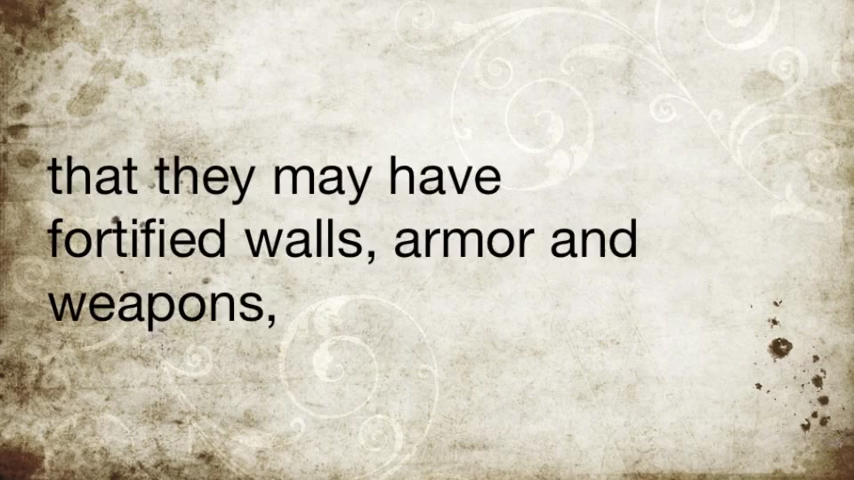 that they may have
fortified walls, armor and
weapons,